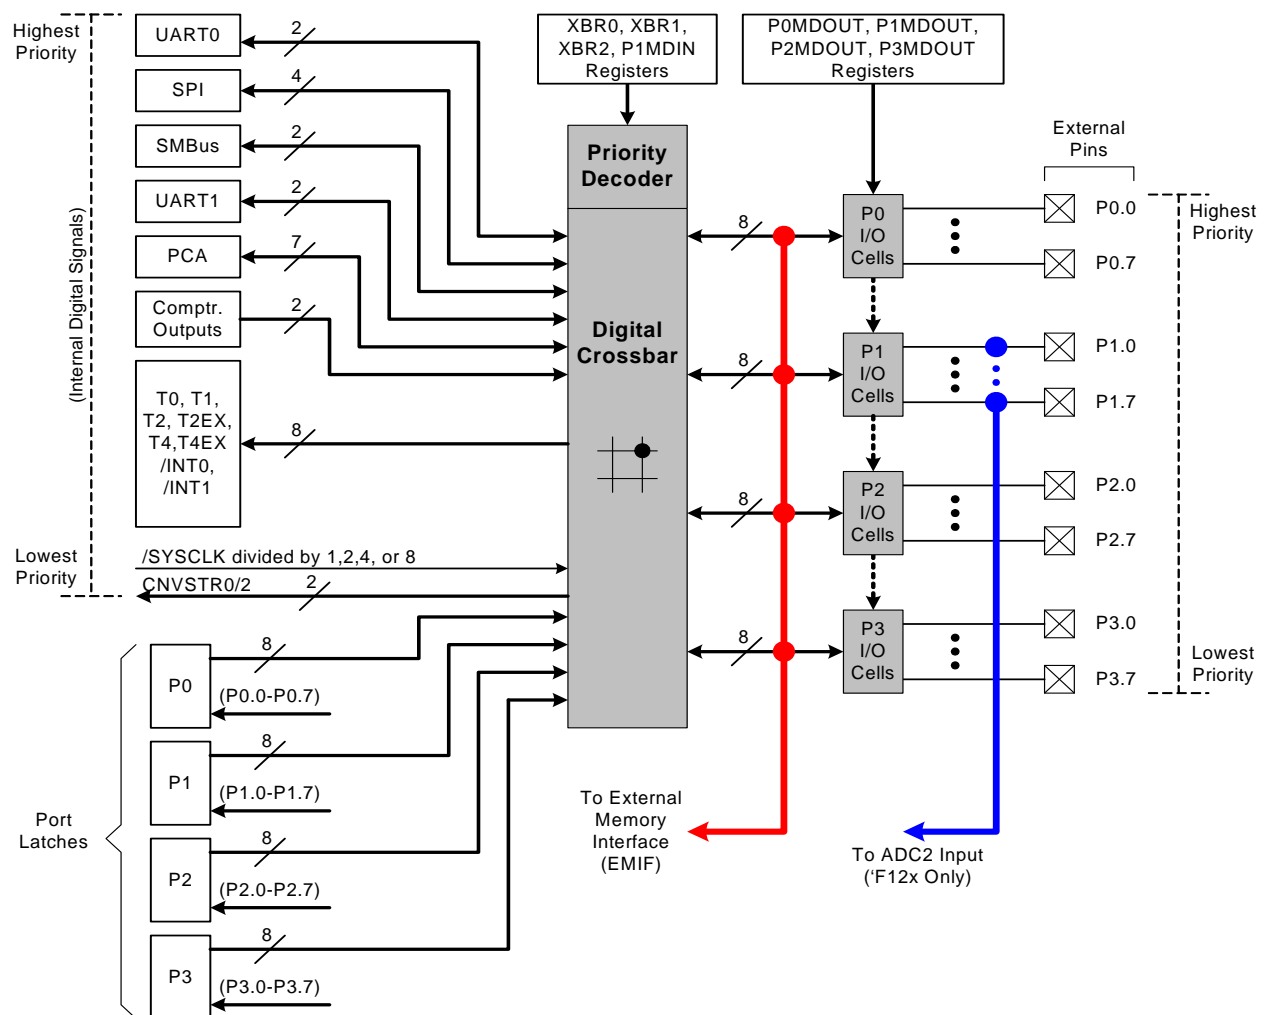 Highest
Priority
UART0
2
SPI
4
SMBus
2
UART1
2
PCA
7
Comptr.
Outputs
2
T0, T1,
T2, T2EX,
T4,T4EX
/INT0,
/INT1
8
(Internal Digital Signals)
Lowest
Priority
/SYSCLK divided by 1,2,4, or 8
CNVSTR0/2
2
Port
Latches
P0
8
(P0.0-P0.7)
P1
8
(P1.0-P1.7)
P2
8
(P2.0-P2.7)
P3
8
(P3.0-P3.7)
XBR0, XBR1,
XBR2, P1MDIN
Registers
Priority
Decoder
Digital
Crossbar
P0MDOUT, P1MDOUT,
P2MDOUT, P3MDOUT
Registers
8
8
8
8
P0
I/O
Cells
P1
I/O
Cells
P2
I/O
Cells
P3
I/O
Cells
External
Pins
P0.0
P0.7
P1.0
P1.7
P2.0
P2.7
P3.0
P3.7
Highest
Priority
Lowest
Priority
To External
Memory
Interface
(EMIF)
To ADC2 Input
(‘F12x Only)